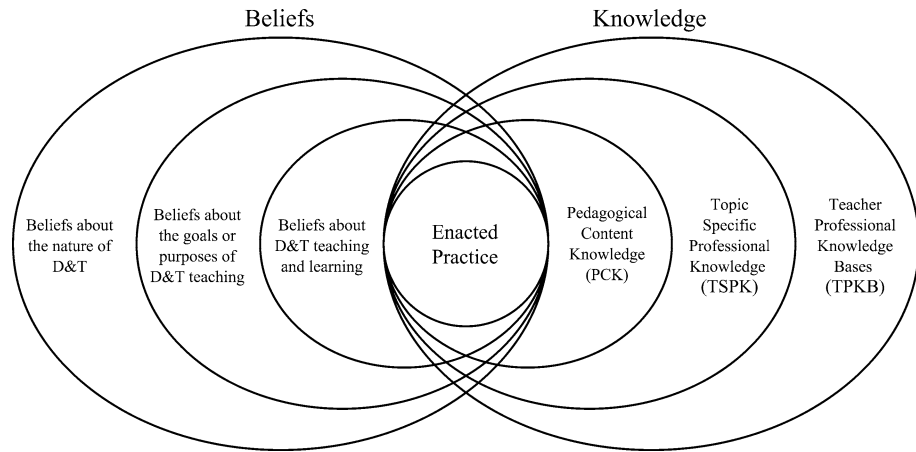 Beliefs
Knowledge
Beliefs about
the nature of
D&T
Beliefs about
the goals or
purposes of
D&T teaching
Beliefs about
D&T teaching
and learning
Enacted
Practice
Pedagogical
Content
Knowledge
(PCK)
Topic
Specific
Professional
Knowledge
(TSPK)
Teacher
Professional
Knowledge
Bases
(TPKB)